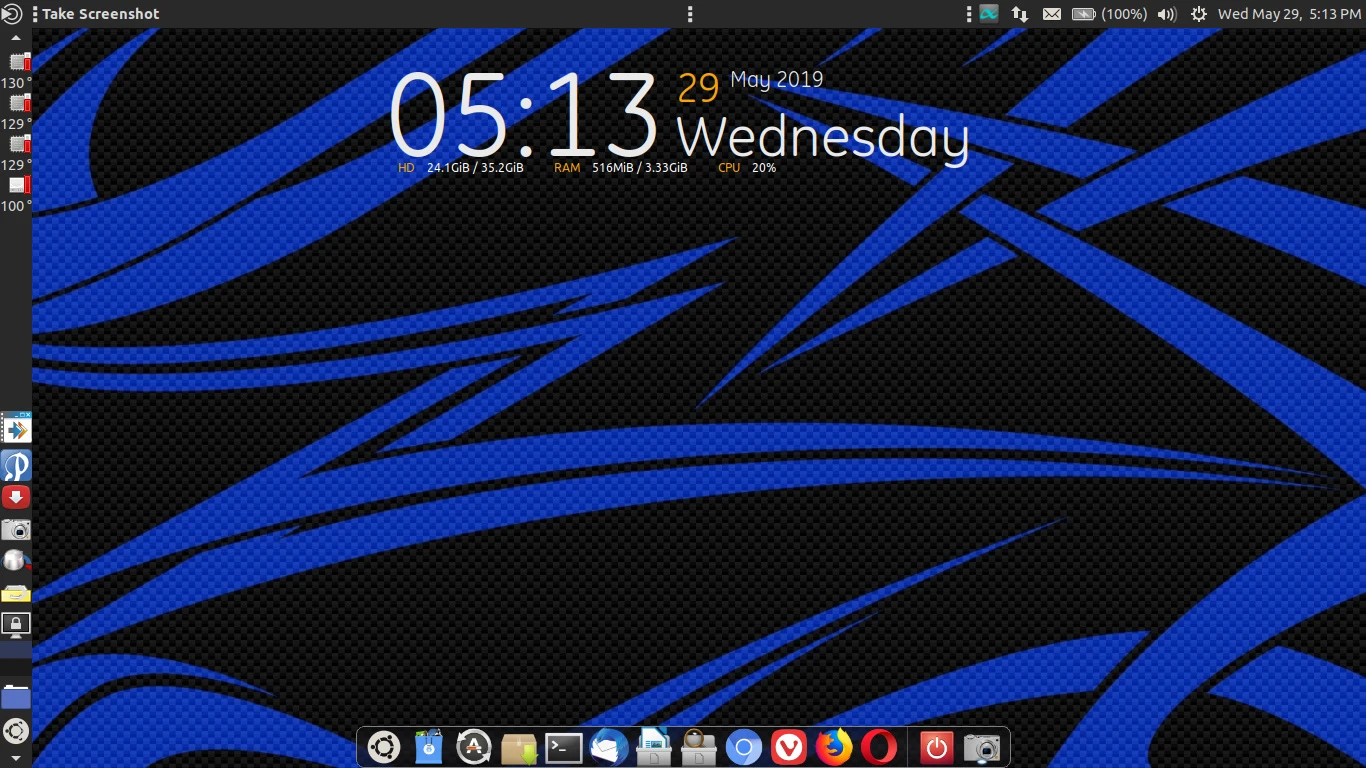 Take Screenshot
(100%)
Wed May 29, 5:13 PM
130 °
129 °
129 °
100 °
05:13
29
May 2019
Wednesday
HD 24.1GiB / 35.2GiB RAM 516MiB / 3.33GiB CPU 20%